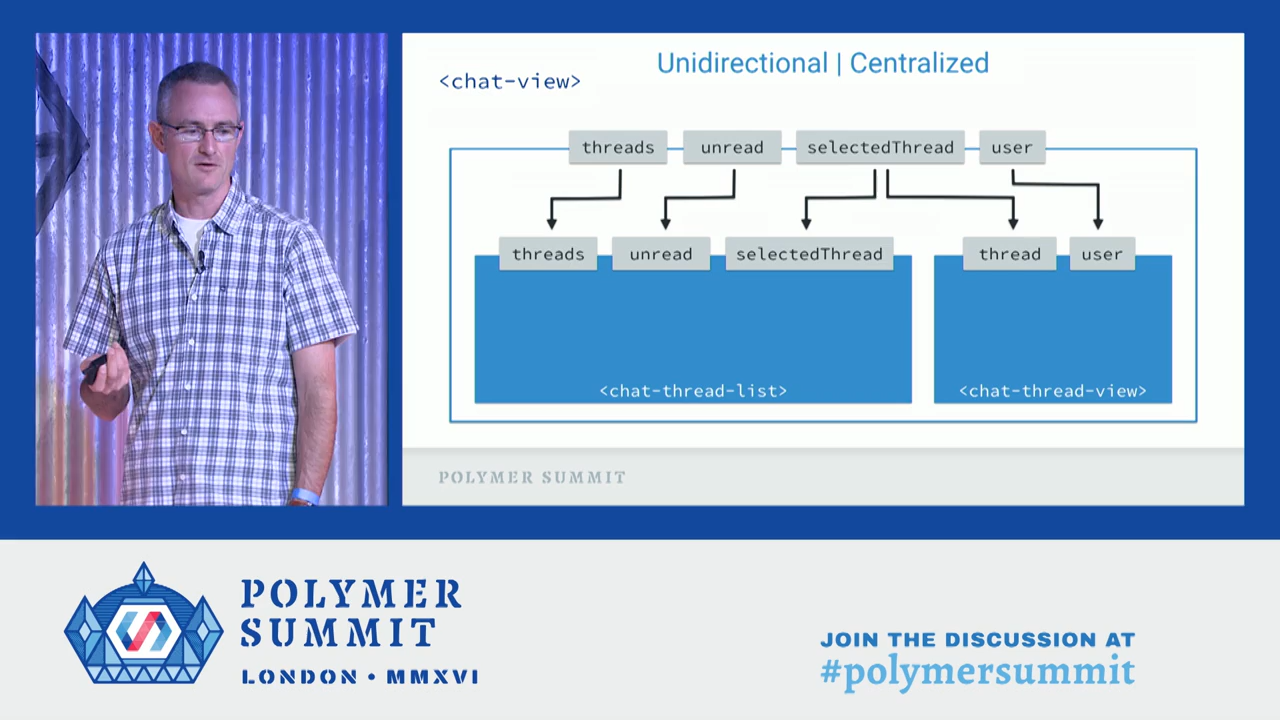 Unidirectional | Centralized
<chat-view>
threads unread selectedThread user
threads unread selectedThread thread user
<chat-thread-list> <chat-thread-view>
POLYMER SUMMIT
POLYMER
SUMMIT
LONDON • MMXVI
JOIN THE DISCUSSION AT
#polymersummit